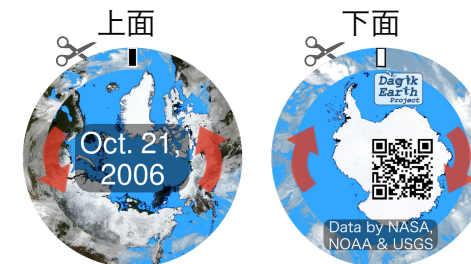 上面
下面
Oct. 21,
2006
Dagik
Earth
Project
Data by NASA,
NOAA & USGS